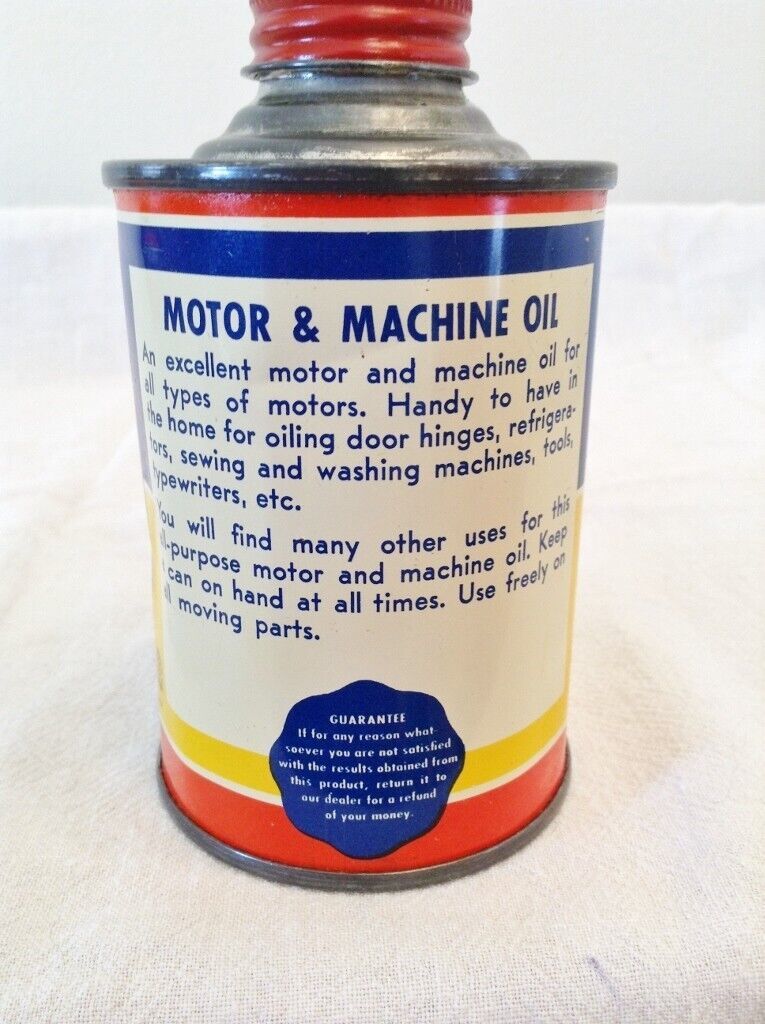 MOTOR & MACHINE OIL
An excellent motor and machine oil for
all types of motors. Handy to have in
the home for oiling door hinges, refrigera-
tors, sewing and washing machines, tools,
typewriters, etc.
You will find many other uses for this
all-purpose motor and machine oil. Keep
a can on hand at all times. Use freely on
all moving parts.
GUARANTEE
If for any reason what-
soever you are not satisfied
with the results obtained from
this product, return it to
our dealer for a refund
of your money.